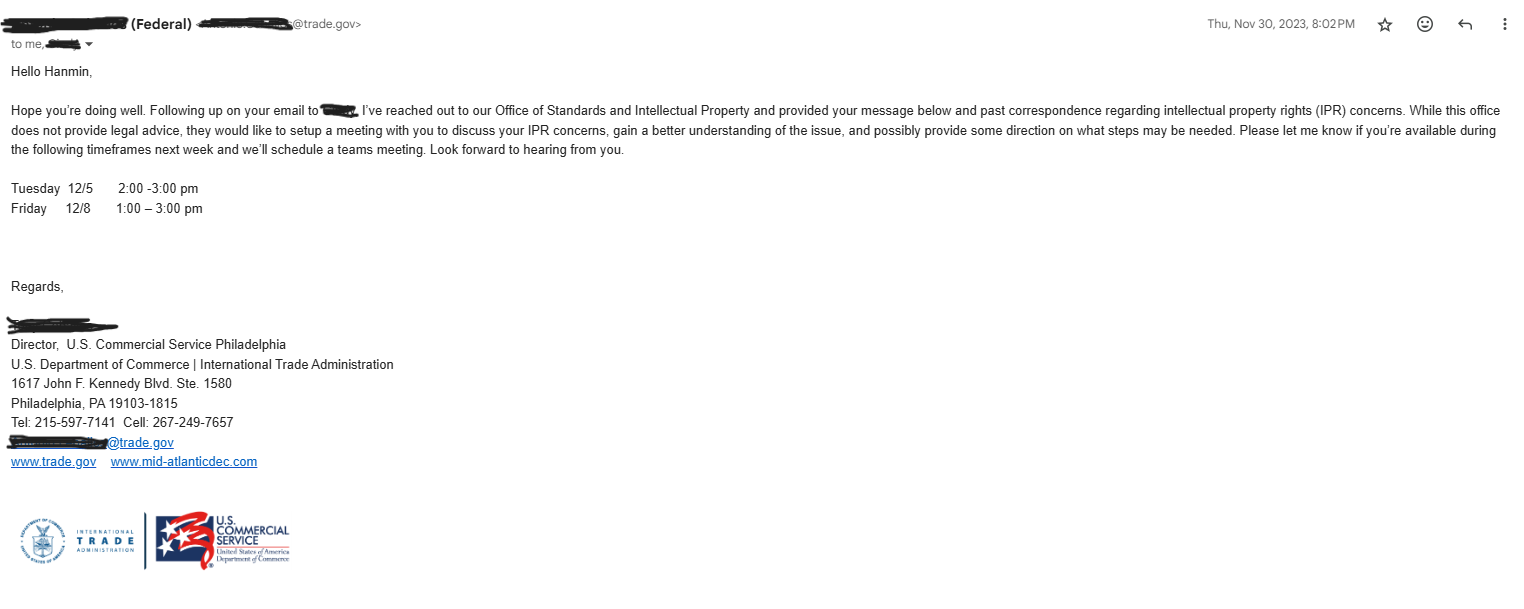 (Federal) @trade.gov> Thu, Nov 30, 2023, 8:02 PM
to me,
Hello Hanmin,
Hope you're doing well. Following up on your email to I've reached out to our Office of Standards and Intellectual Property and provided your message below and past correspondence regarding intellectual property rights (IPR) concerns. While this office
does not provide legal advice, they would like to setup a meeting with you to discuss your IPR concerns, gain a better understanding of the issue, and possibly provide some direction on what steps may be needed. Please let me know if you're available during
the following timeframes next week and we'll schedule a teams meeting. Look forward to hearing from you.
Tuesday 12/5 2:00 -3:00 pm
Friday 12/8 1:00 – 3:00 pm
Regards,
Director, U.S. Commercial Service Philadelphia
U.S. Department of Commerce | International Trade Administration
1617 John F. Kennedy Blvd. Ste. 1580
Philadelphia, PA 19103-1815
Tel: 215-597-7141 Cell: 267-249-7657
@trade.gov
www.trade.gov www.mid-atlanticdec.com
DEPARTMENT OF COMMERCE
UNITED STATES OF AMERICA
INTERNATIONAL
TRADE
ADMINISTRATION
U.S.
COMMERCIAL
SERVICE
United States of America
Department of Commerce